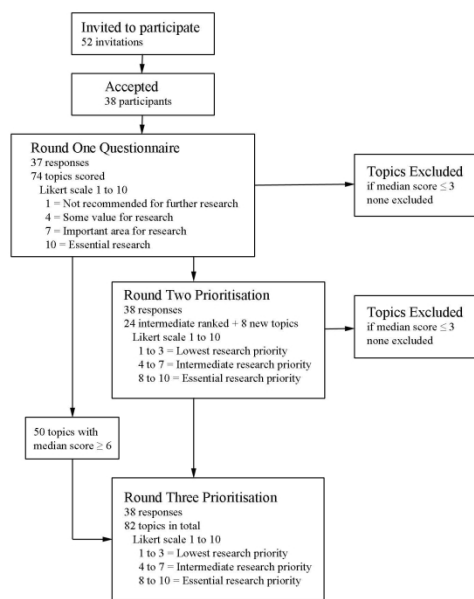 Invited to participate
52 invitations
Accepted
38 participants
Round One Questionnaire
37 responses
74 topics scored
Likert scale 1 to 10
1 = Not recommended for further research
4 = Some value for research
7 = Important area for research
10 = Essential research
Topics Excluded
if median score ≤ 3
none excluded
Round Two Prioritisation
38 responses
24 intermediate ranked + 8 new topics
Likert scale 1 to 10
1 to 3 = Lowest research priority
4 to 7 = Intermediate research priority
8 to 10 = Essential research priority
Topics Excluded
if median score ≤ 3
none excluded
50 topics with
median score ≥ 6
Round Three Prioritisation
38 responses
82 topics in total
Likert scale 1 to 10
1 to 3 = Lowest research priority
4 to 7 = Intermediate research priority
8 to 10 = Essential research priority